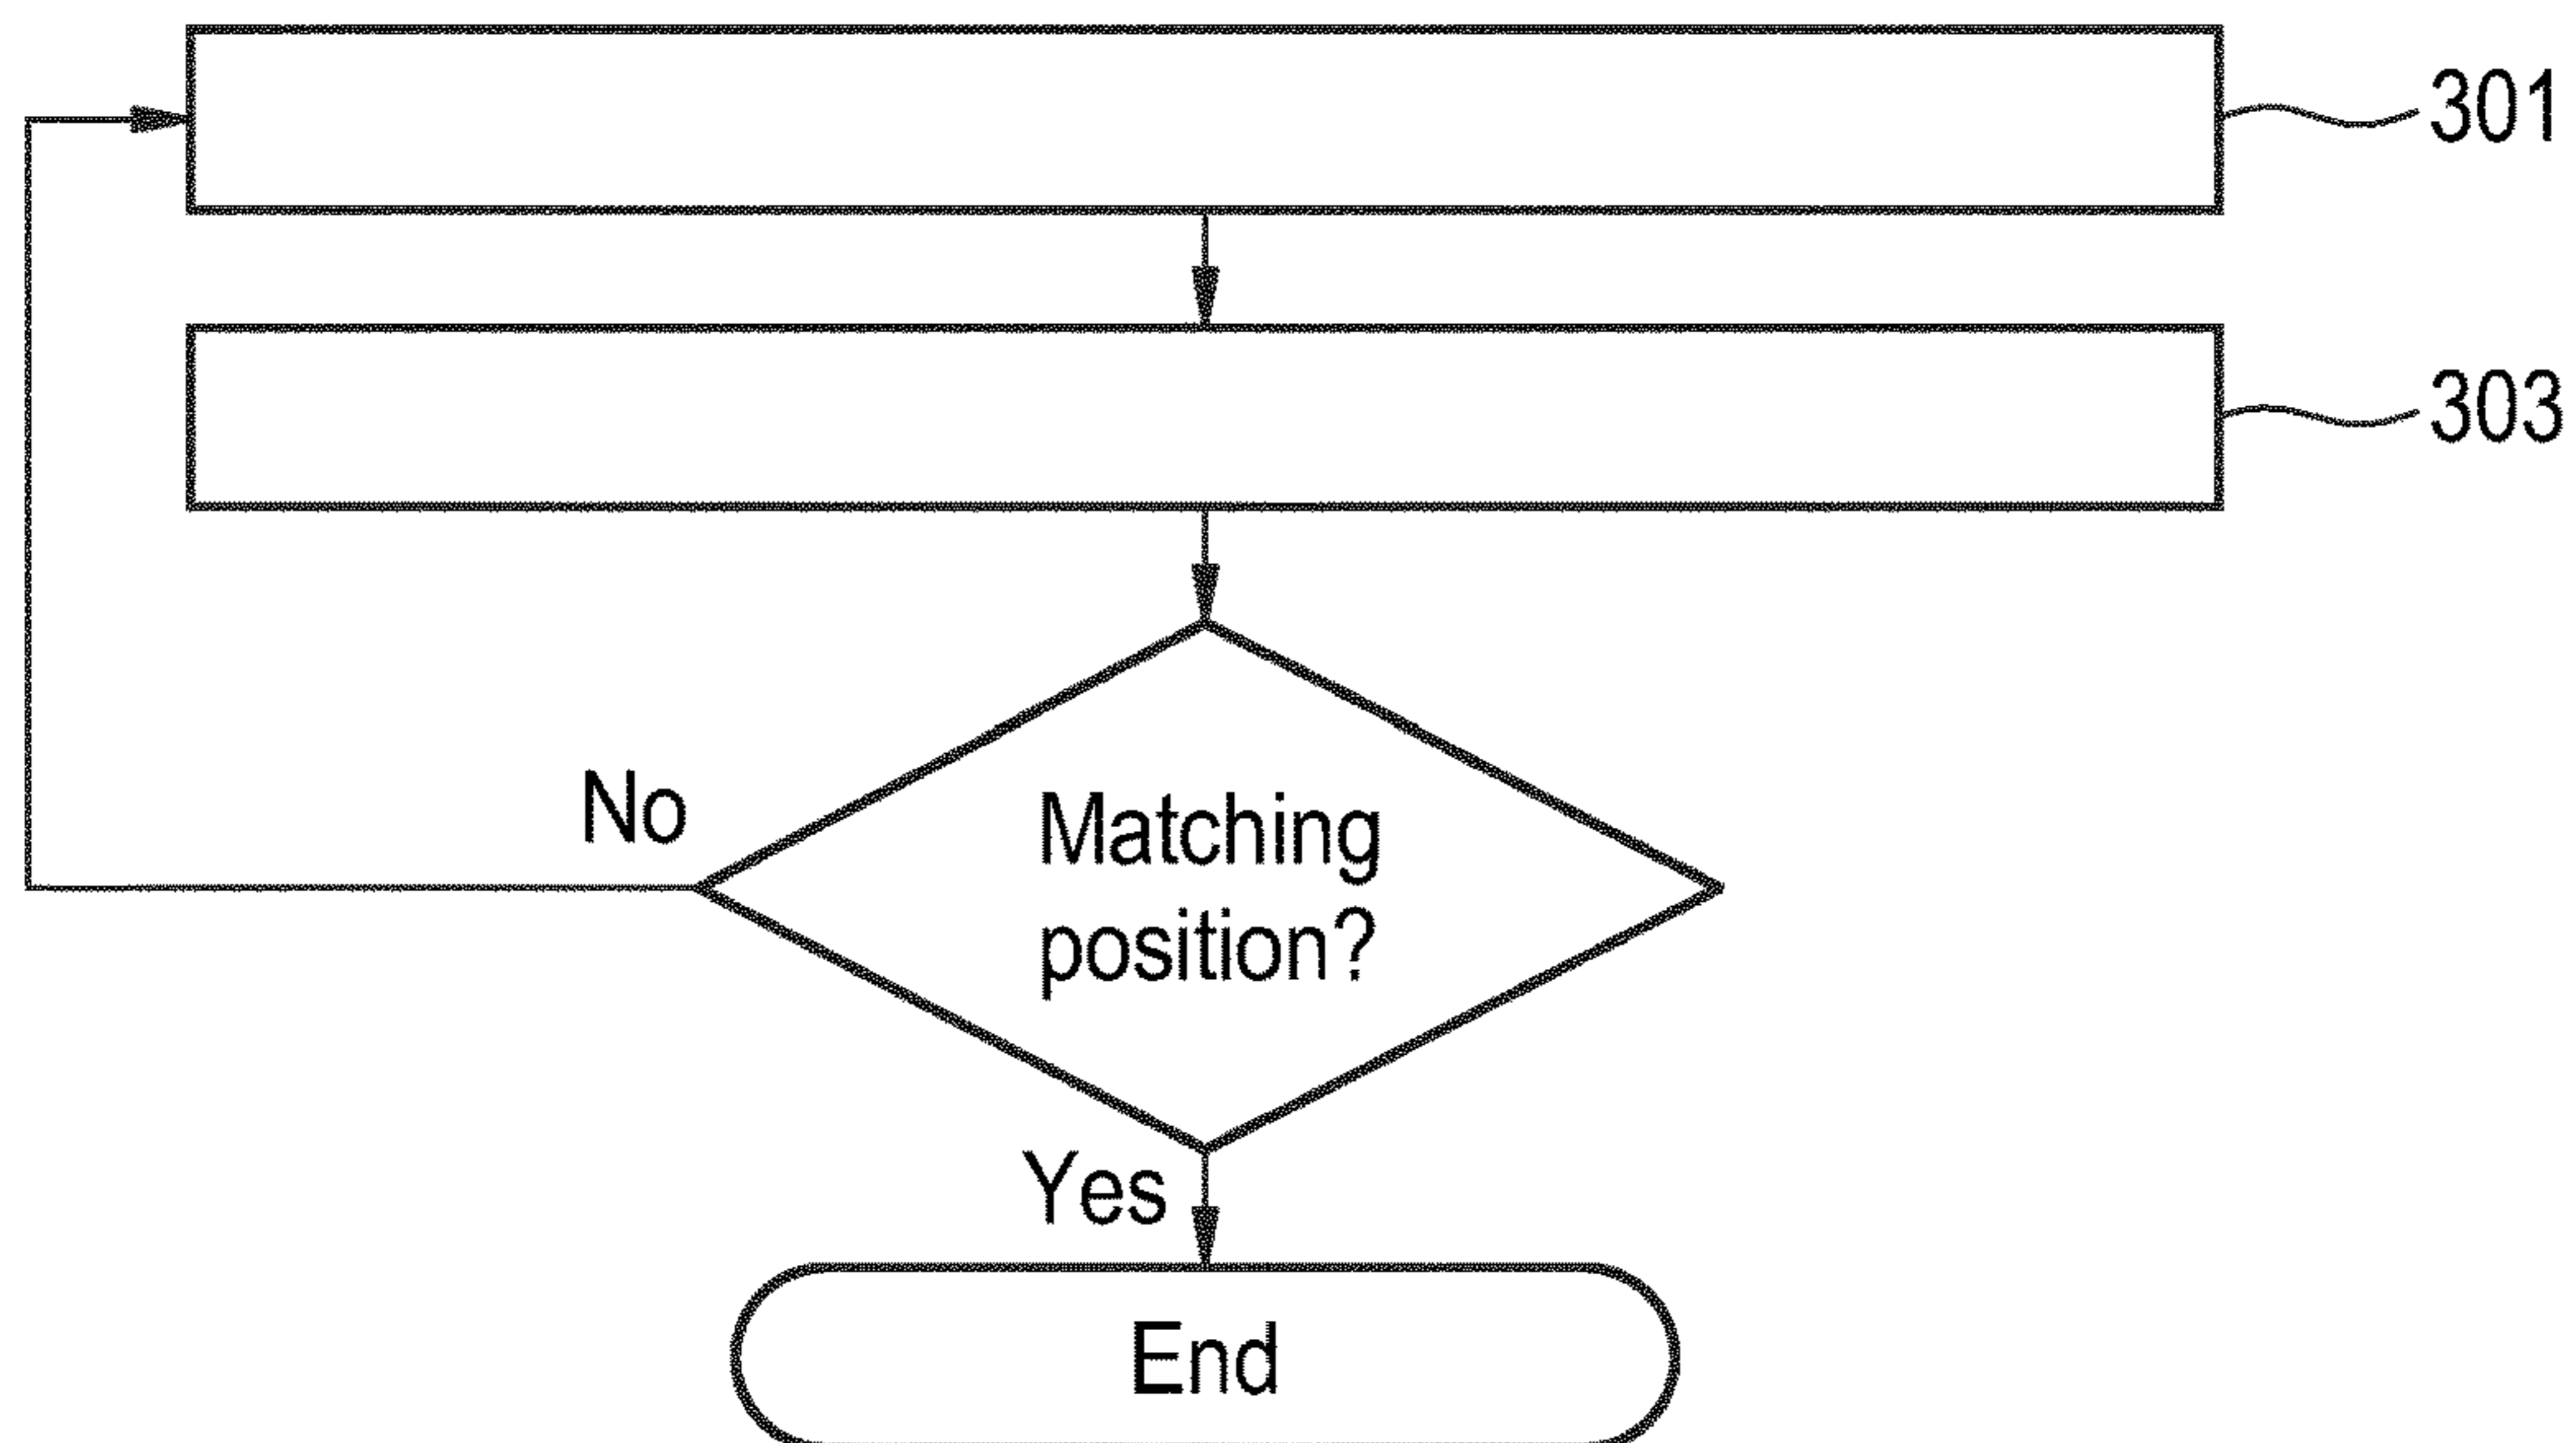 301
303
No
Matching
position?
Yes
End